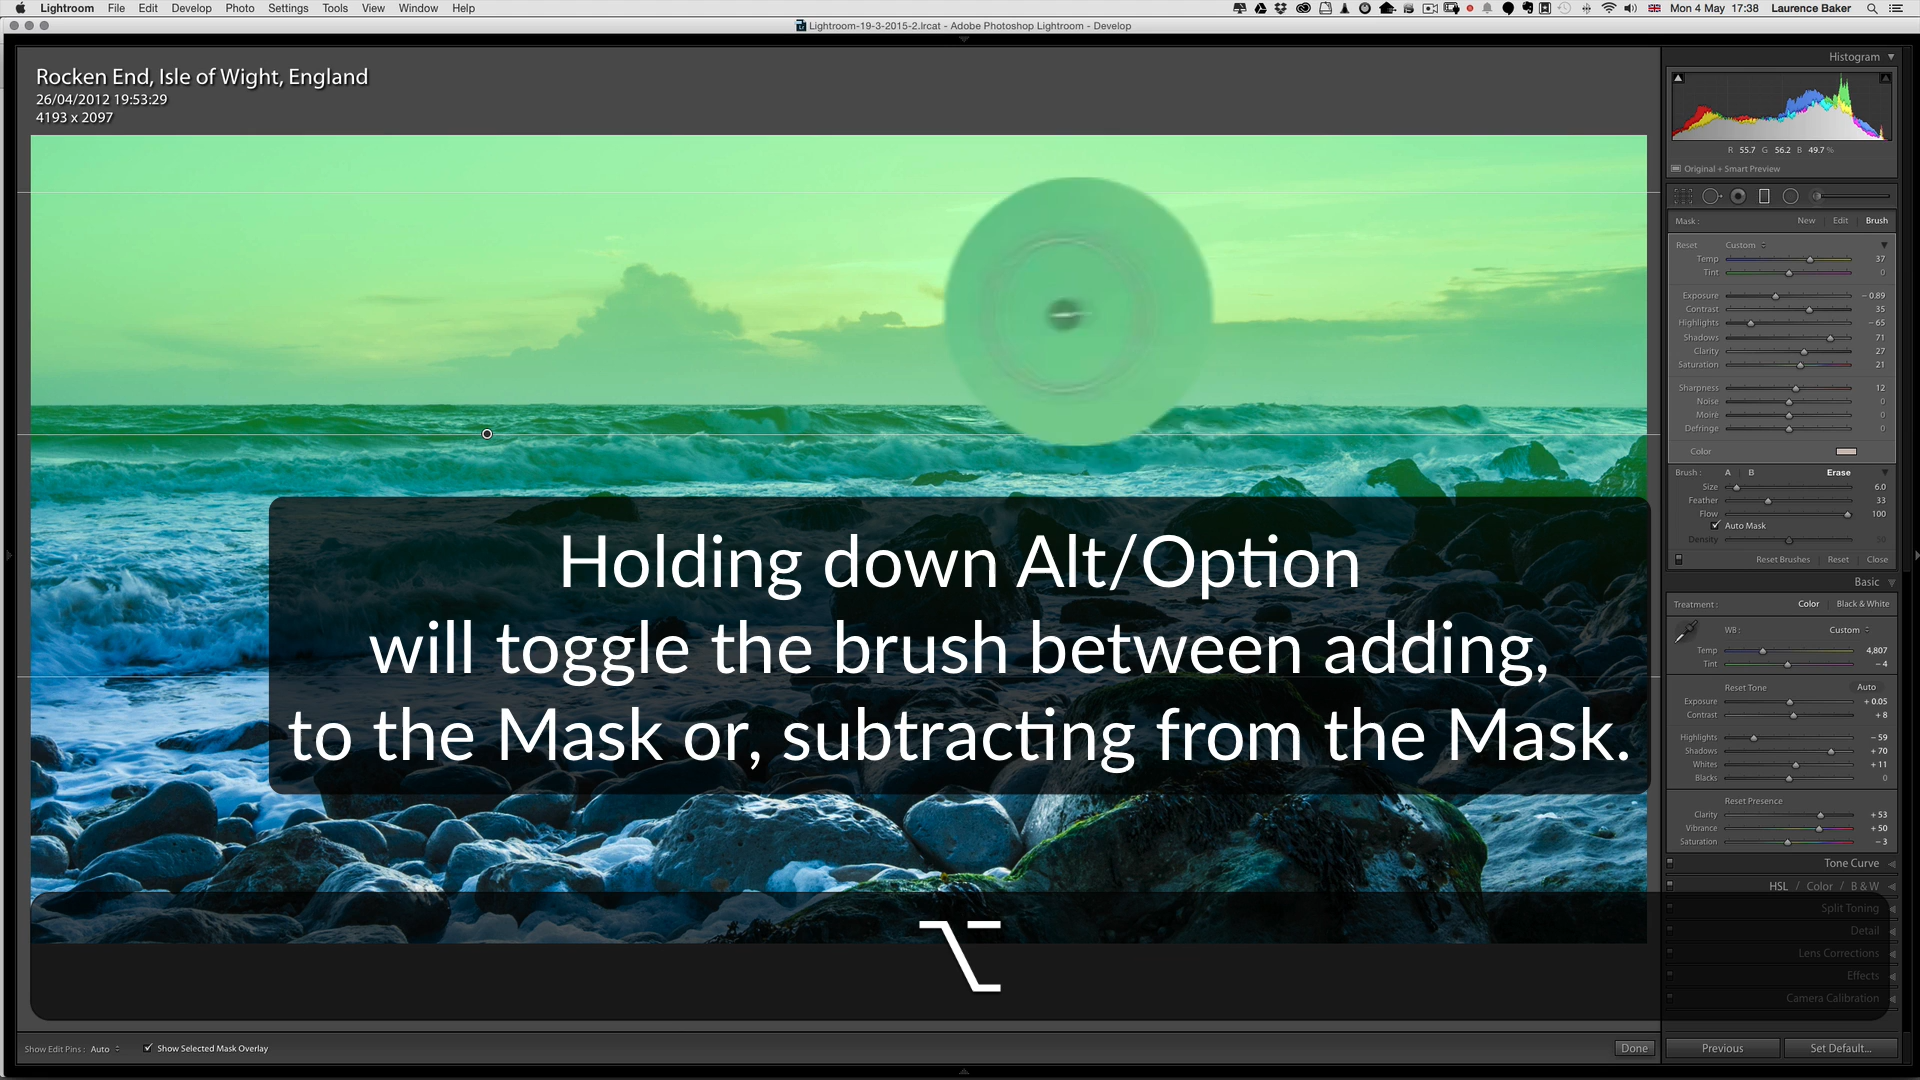 Lightroom File Edit Develop Photo Settings Tools View Window Help Mon 4 May 17:38 Laurence Baker
Lightroom-19-3-2015-2.lrcat - Adobe Photoshop Lightroom - Develop
Rocken End, Isle of Wight, England
26/04/2012 19:53:29
4193 x 2097
Holding down Alt/Option
will toggle the brush between adding,
to the Mask or, subtracting from the Mask.
Show Edit Pins : Auto Show Selected Mask Overlay Done
Histogram
R 55.7 G 56.2 B 49.7 %
Original + Smart Preview
Mask : New Edit Brush
Reset Custom
Temp 37
Tint 0
Exposure – 0.89
Contrast 35
Highlights – 65
Shadows 71
Clarity 27
Saturation 21
Sharpness 12
Noise 0
Moiré 0
Defringe 0
Color
Brush : A B Erase
Size 6.0
Feather 33
Flow 100
Auto Mask
Density
Reset Brushes Reset Close
Basic
Treatment : Color Black & White
WB : Custom
Temp 4,807
Tint – 4
Reset Tone Auto
Exposure + 0.05
Contrast + 8
Highlights – 59
Shadows + 70
Whites + 11
Blacks 0
Reset Presence
Clarity + 53
Vibrance + 50
Saturation – 3
Tone Curve
HSL / Color / B & W
Split Toning
Detail
Lens Corrections
Effects
Camera Calibration
Previous Set Default...